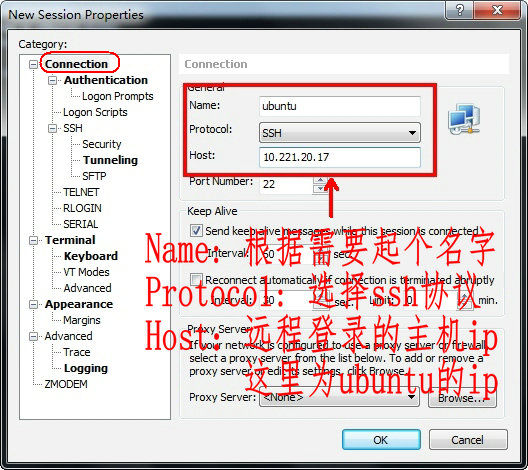 New Session Properties
Category:
Connection
Authentication
Logon Prompts
Logon Scripts
SSH
Security
Tunneling
SFTP
TELNET
RLOGIN
SERIAL
Terminal
Keyboard
VT Modes
Advanced
Appearance
Margins
Advanced
Trace
Logging
ZMODEM
Connection
General
Name: ubuntu
Protocol: SSH
Host: 10.221.20.17
Port Number: 22
Keep Alive
Send keep alive messages while this session is connected
Interval: 60 sec.
Reconnect automatically if connection is terminated abruptly
Interval: 30 sec. Limit: 0 min.
Name: 根据需要起个名字
Protocol: 选择ssh协议
Host: 远程登录的主机ip
这里为ubuntu的ip
Proxy Server
If your network is configured to use a proxy server or firewall,
select a proxy server from the list below. To add or remove a
proxy server or edit its settings, click Browse.
Proxy Server: <None> Browse...
OK Cancel